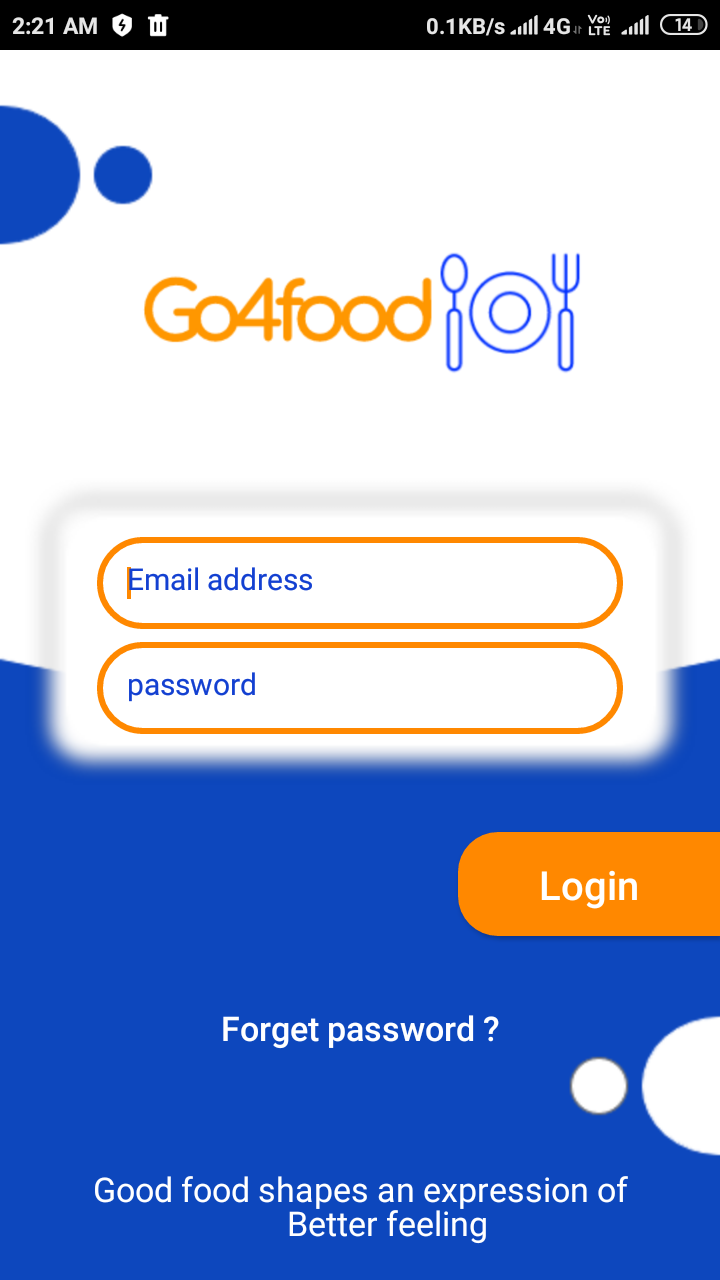 2:21 AM 0.1KB/s 4G Vo) LTE 14
Go4food
Email address
password
Login
Forget password ?
Good food shapes an expression of
Better feeling